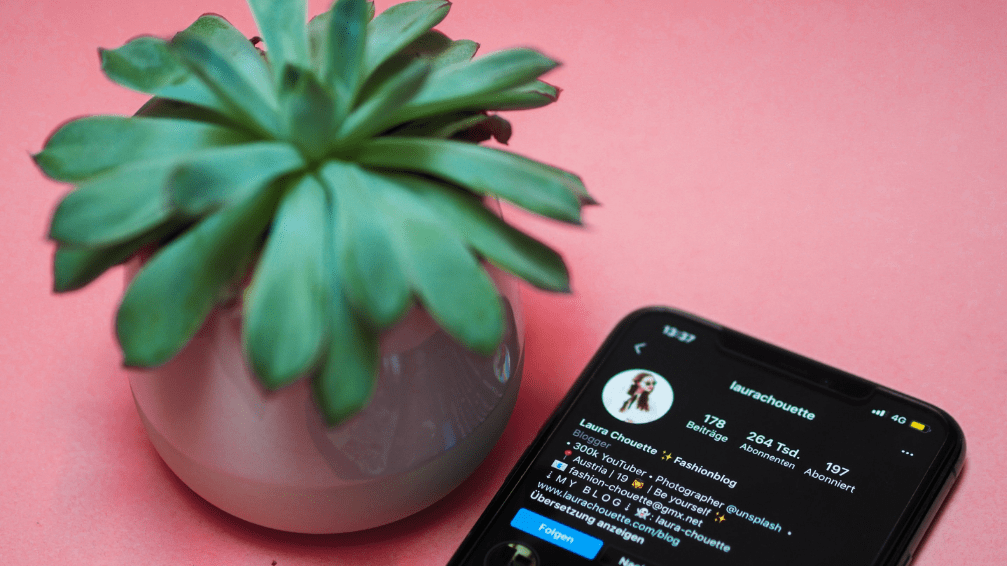 13:37
4G
laurachouette
178 264 Tsd. 197
Beiträge Abonnenten Abonniert
Laura Chouette ✨Fashionblog
Blogger
• 300k YouTuber • Photographer @unsplash •
📍 Austria | 19 🦊 | Be yourself ✨
📧 fashion-chouette@gmx.net
↓ M Y B L O G ↓ 👻: laura-chouette
www.laurachouette.com/blog
Übersetzung anzeigen
Folgen